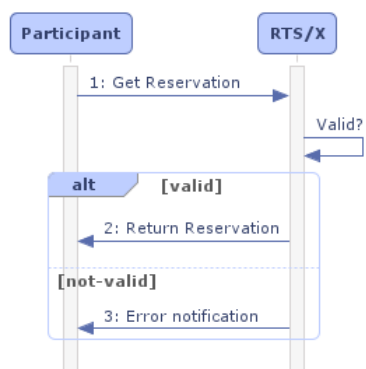 Participant
RTS/X
1: Get Reservation
Valid?
alt
[valid]
2: Return Reservation
[not-valid]
3: Error notification